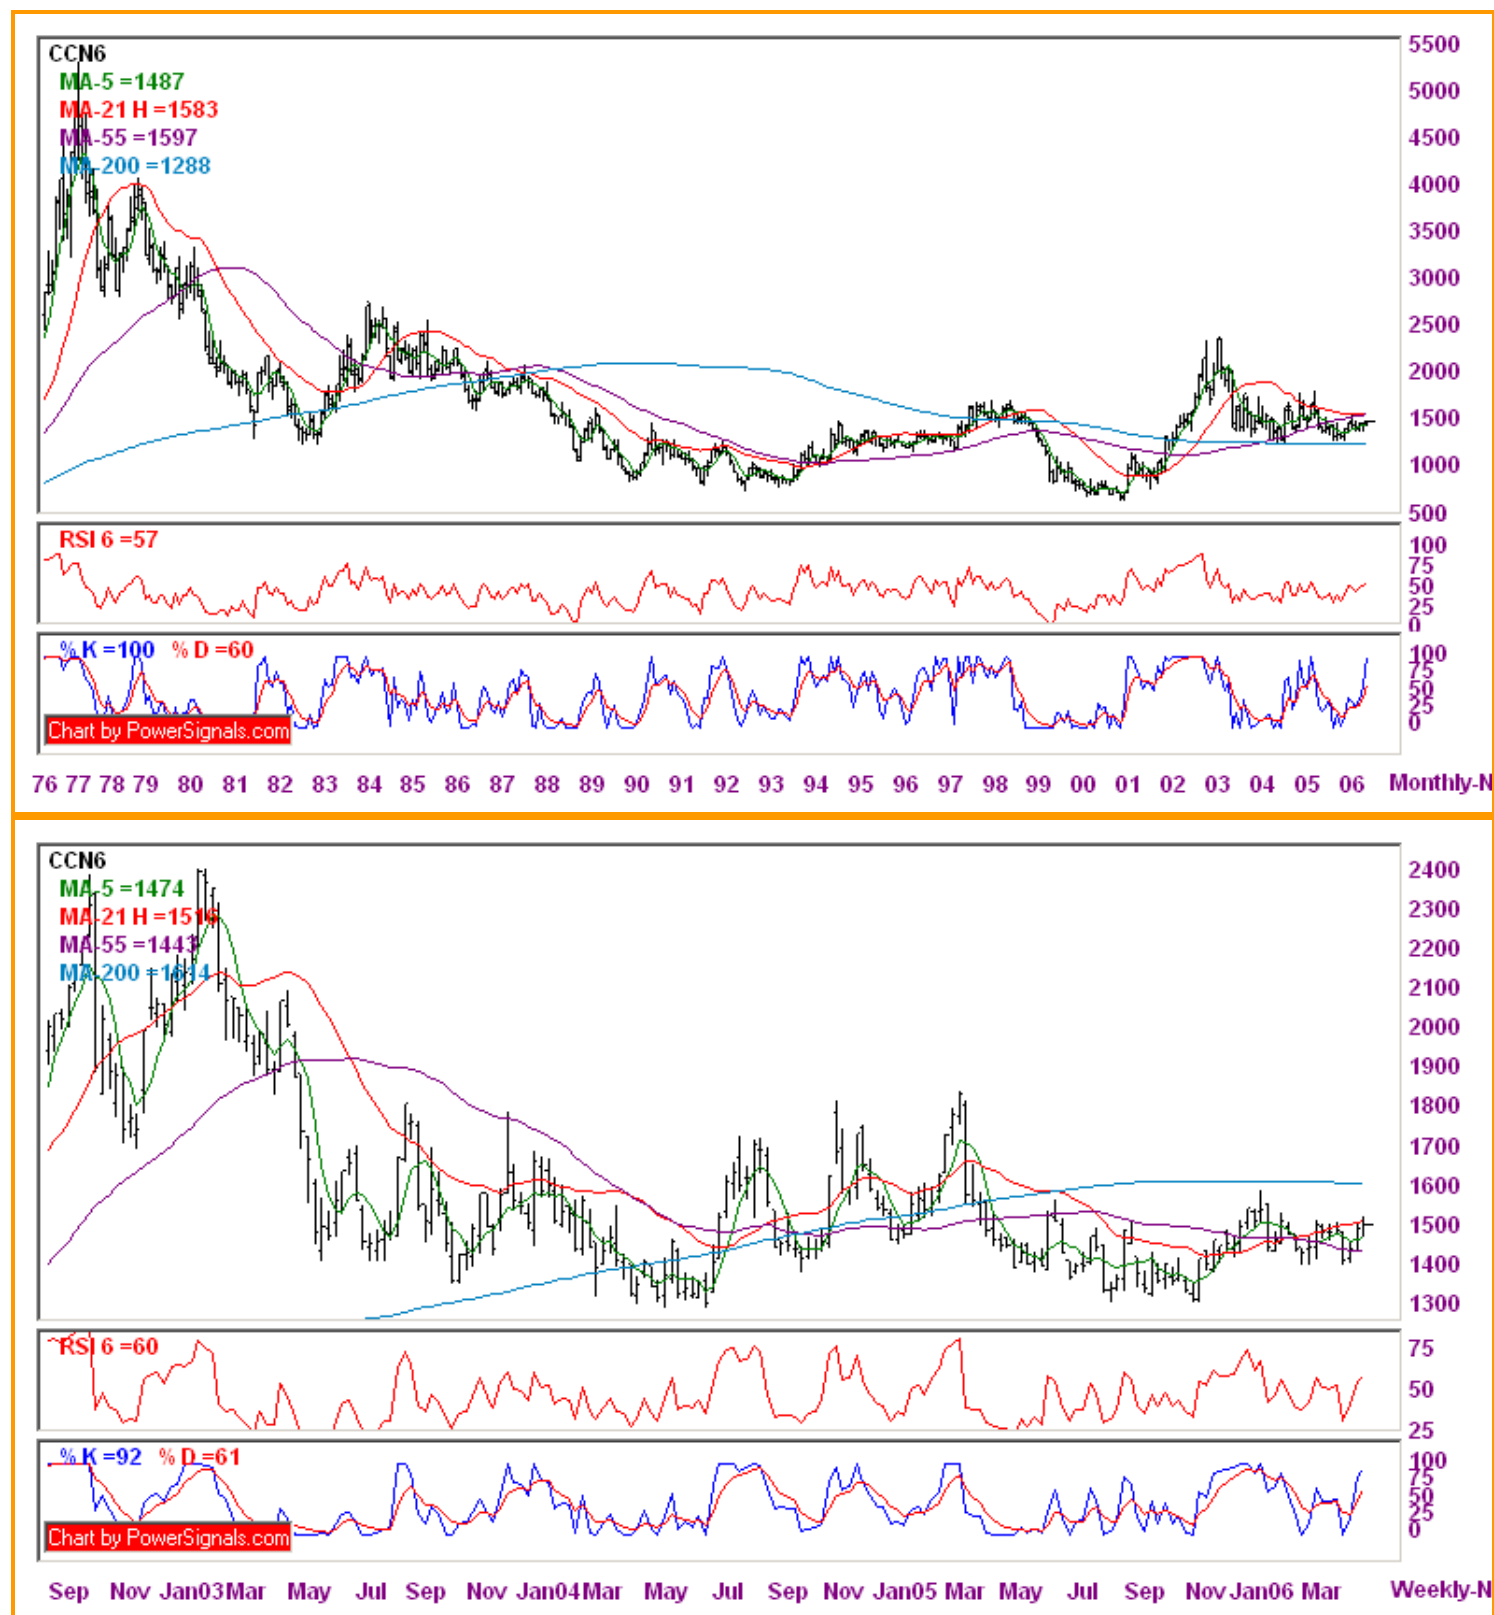 CCN6
MA-5 =1487
MA-21 H =1583
MA-55 =1597
MA-200 =1288
5500
5000
4500
4000
3500
3000
2500
2000
1500
1000
500
RSI 6 =57
100
75
50
25
0
% K =100 % D =60
100
75
50
25
0
Chart by PowerSignals.com
76 77 78 79 80 81 82 83 84 85 86 87 88 89 90 91 92 93 94 95 96 97 98 99 00 01 02 03 04 05 06 Monthly-N
CCN6
MA-5 =1474
MA-21 H =1516
MA-55 =1443
MA-200 =1614
2400
2300
2200
2100
2000
1900
1800
1700
1600
1500
1400
1300
RSI 6 =60
75
50
25
% K =92 % D =61
100
75
50
25
0
Chart by PowerSignals.com
Sep Nov Jan03 Mar May Jul Sep Nov Jan04 Mar May Jul Sep Nov Jan05 Mar May Jul Sep Nov Jan06 Mar Weekly-N